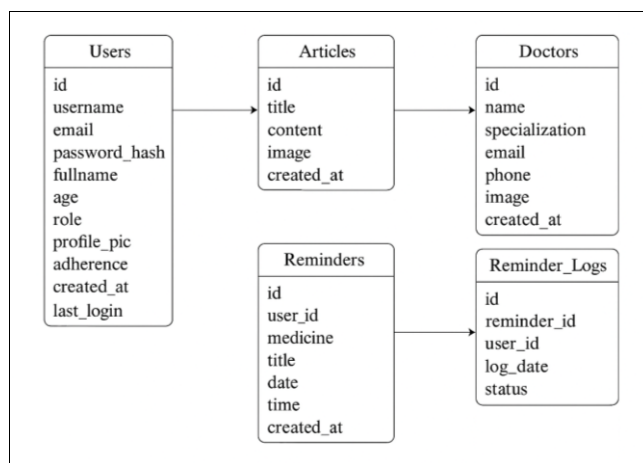 Users
id
username
email
password_hash
fullname
age
role
profile_pic
adherence
created_at
last_login
Articles
id
title
content
image
created_at
Doctors
id
name
specialization
email
phone
image
created_at
Reminders
id
user_id
medicine
title
date
time
created_at
Reminder_Logs
id
reminder_id
user_id
log_date
status